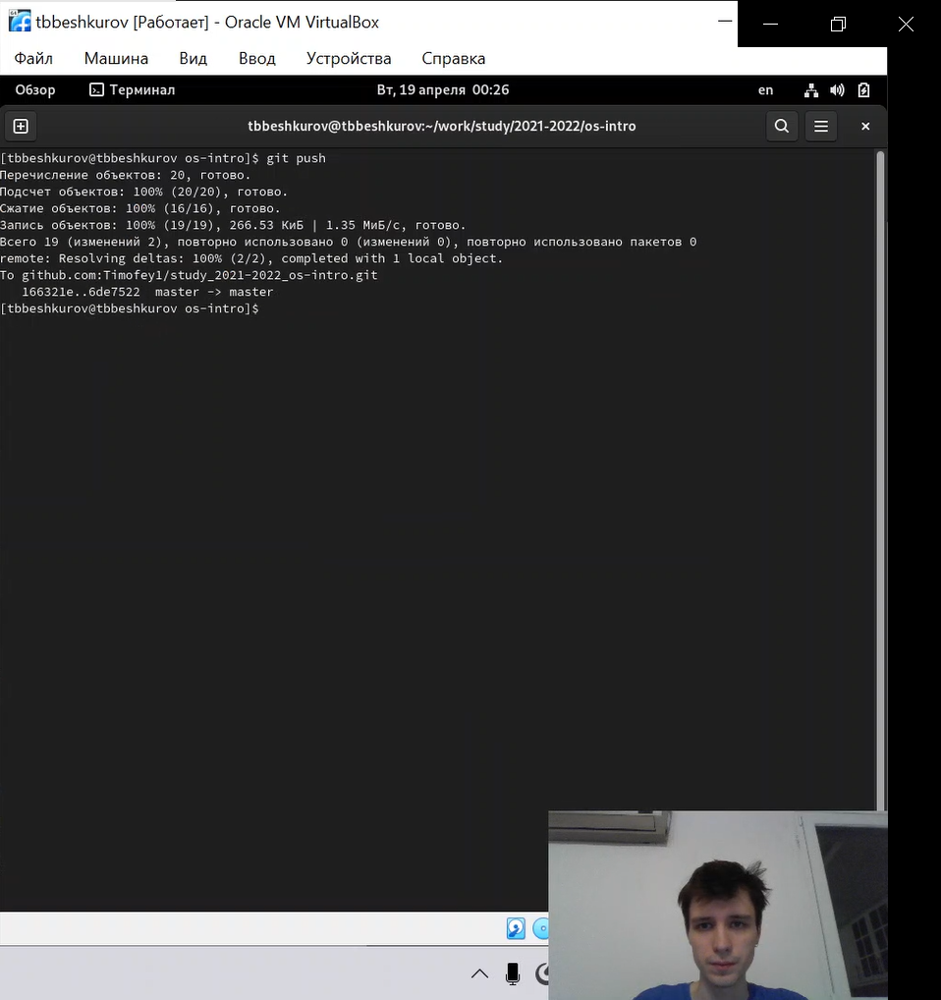 tbbeshkurov [Работает] - Oracle VM VirtualBox
Файл Машина Вид Ввод Устройства Справка
Обзор Терминал Вт, 19 апреля 00:26 en
tbbeshkurov@tbbeshkurov:~/work/study/2021-2022/os-intro
[tbbeshkurov@tbbeshkurov os-intro]$ git push
Перечисление объектов: 20, готово.
Подсчет объектов: 100% (20/20), готово.
Сжатие объектов: 100% (16/16), готово.
Запись объектов: 100% (19/19), 266.53 КиБ | 1.35 МиБ/с, готово.
Всего 19 (изменений 2), повторно использовано 0 (изменений 0), повторно использовано пакетов 0
remote: Resolving deltas: 100% (2/2), completed with 1 local object.
To github.com:Timofey1/study_2021-2022_os-intro.git
166321e..6de7522 master -> master
[tbbeshkurov@tbbeshkurov os-intro]$